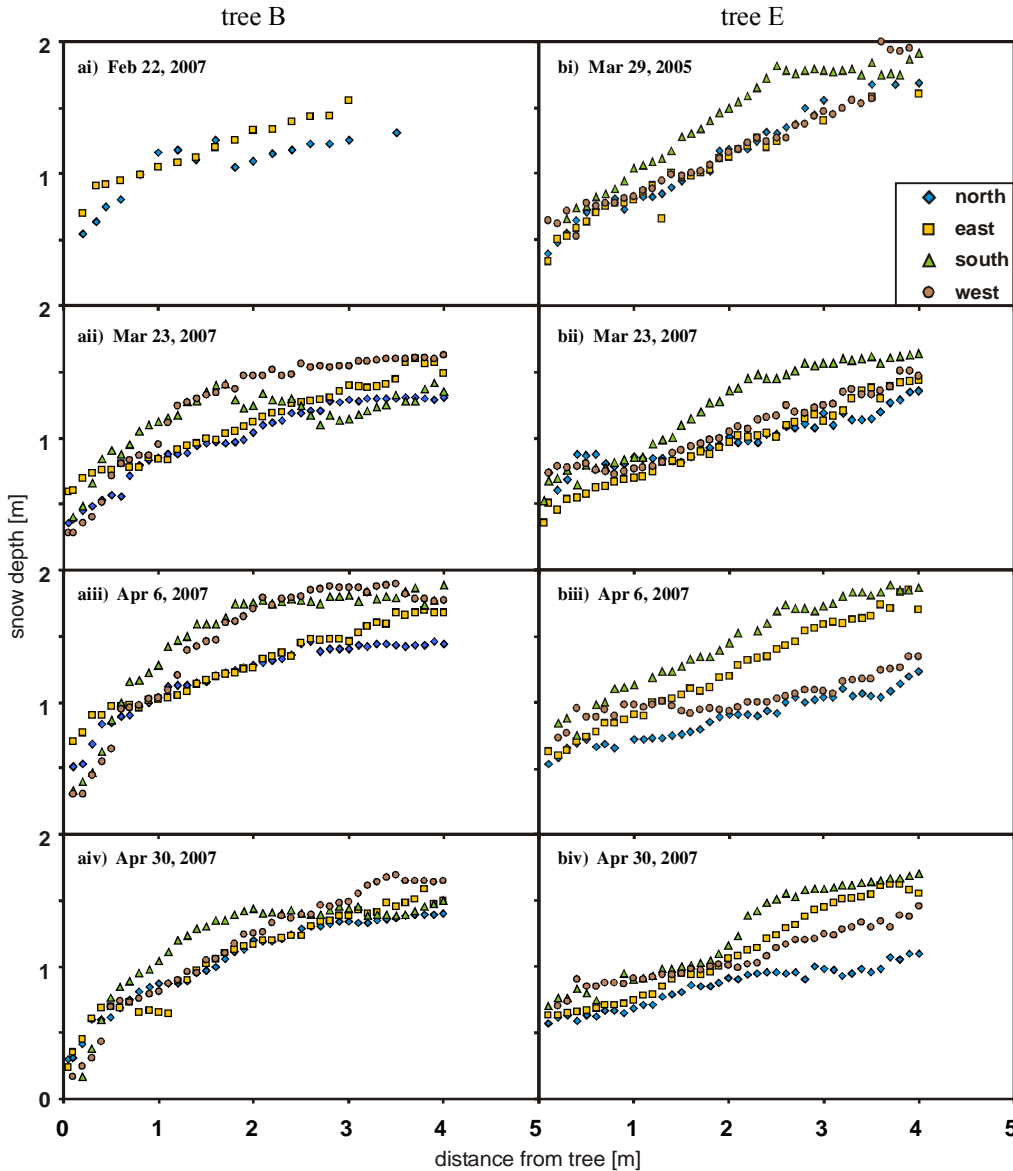 tree B tree E
2
ai) Feb 22, 2007 bi) Mar 29, 2005
1
north
east
south
west
2
aii) Mar 23, 2007 bii) Mar 23, 2007
1
snow depth [m]
2
aiii) Apr 6, 2007 biii) Apr 6, 2007
1
2
aiv) Apr 30, 2007 biv) Apr 30, 2007
1
0
0 1 2 3 4 5 1 2 3 4 5
distance from tree [m]